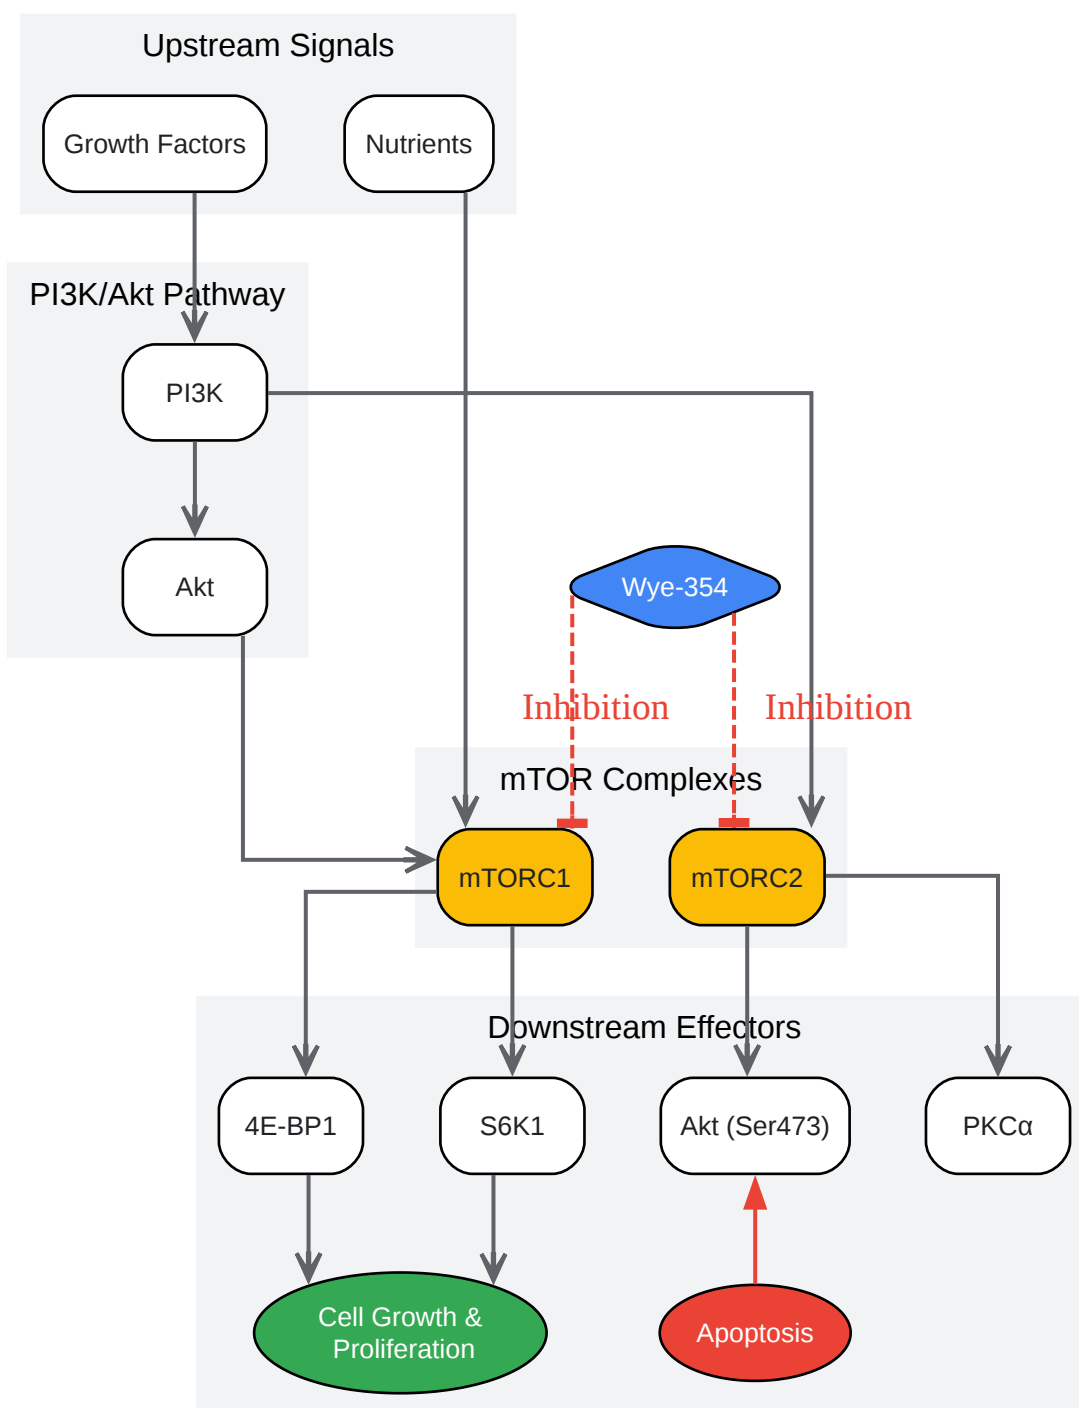 Upstream Signals
Growth Factors
Nutrients
PI3K/Akt Pathway
PI3K
Akt
Wye-354
Inhibition
Inhibition
mTOR Complexes
mTORC1
mTORC2
Downstream Effectors
4E-BP1
S6K1
Akt (Ser473)
PKCα
Cell Growth &
Proliferation
Apoptosis